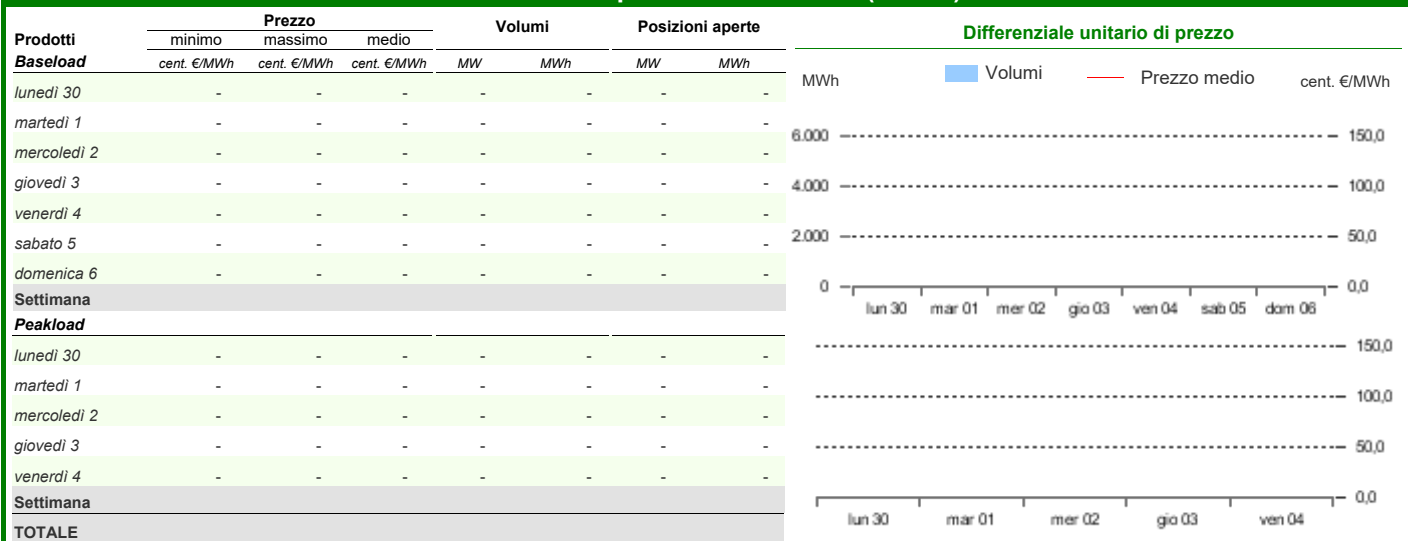 Prezzo Volumi Posizioni aperte
Prodotti minimo massimo medio
Baseload cent. €/MWh cent. €/MWh cent. €/MWh MW MWh MW MWh
lunedì 30 - - - - - - -
martedì 1 - - - - - - -
mercoledì 2 - - - - - - -
giovedì 3 - - - - - - -
venerdì 4 - - - - - - -
sabato 5 - - - - - - -
domenica 6 - - - - - - -
Settimana
Peakload
lunedì 30 - - - - - - -
martedì 1 - - - - - - -
mercoledì 2 - - - - - - -
giovedì 3 - - - - - - -
venerdì 4 - - - - - - -
Settimana
TOTALE
Differenziale unitario di prezzo
MWh Volumi Prezzo medio cent. €/MWh
6.000 150,0
4.000 100,0
2.000 50,0
0 0,0
lun 30 mar 01 mer 02 gio 03 ven 04 sab 05 dom 06
150,0
100,0
50,0
0,0
lun 30 mar 01 mer 02 gio 03 ven 04